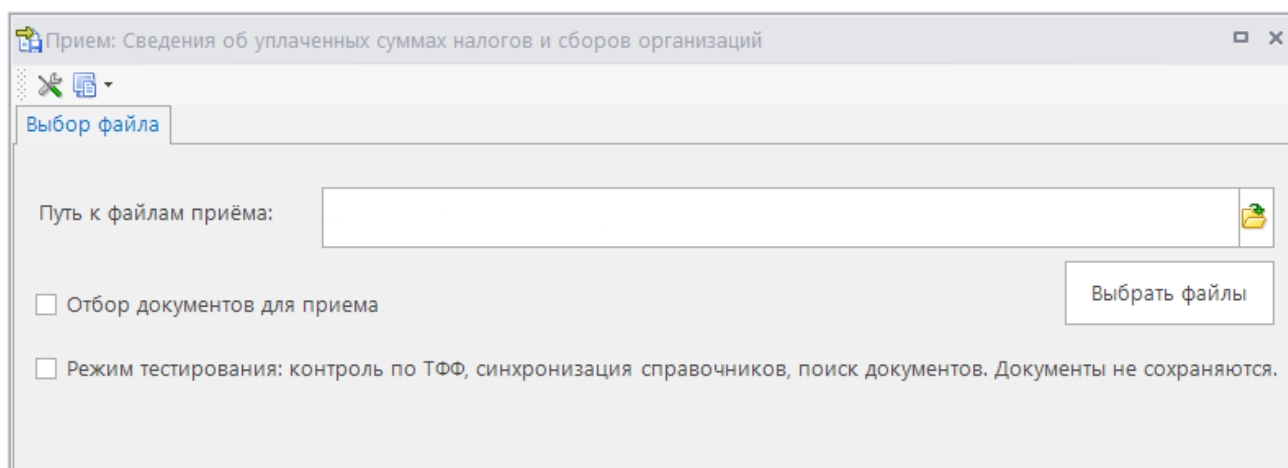 Прием: Сведения об уплаченных суммах налогов и сборов организаций
Выбор файла
Путь к файлам приёма:
Выбрать файлы
Отбор документов для приема
Режим тестирования: контроль по ТФФ, синхронизация справочников, поиск документов. Документы не сохраняются.